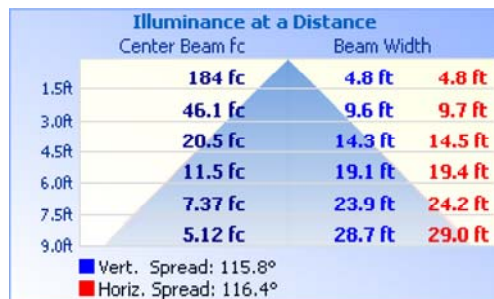 Illuminance at a Distance
Center Beam fc Beam Width
1.5ft 184 fc 4.8 ft 4.8 ft
3.0ft 46.1 fc 9.6 ft 9.7 ft
4.5ft 20.5 fc 14.3 ft 14.5 ft
6.0ft 11.5 fc 19.1 ft 19.4 ft
7.5ft 7.37 fc 23.9 ft 24.2 ft
9.0ft 5.12 fc 28.7 ft 29.0 ft
Vert. Spread: 115.8°
Horiz. Spread: 116.4°